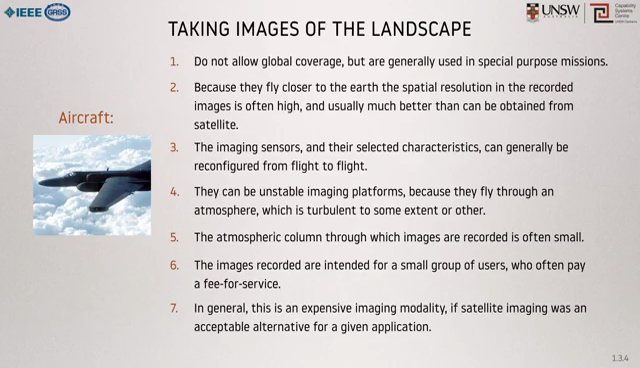 IEEE GRSS
UNSW
AUSTRALIA
Capability
Systems
Centre
TAKING IMAGES OF THE LANDSCAPE
Aircraft:
1. Do not allow global coverage, but are generally used in special purpose missions.
2. Because they fly closer to the earth the spatial resolution in the recorded
images is often high, and usually much better than can be obtained from
satellite.
3. The imaging sensors, and their selected characteristics, can generally be
reconfigured from flight to flight.
4. They can be unstable imaging platforms, because they fly through an
atmosphere, which is turbulent to some extent or other.
5. The atmospheric column through which images are recorded is often small.
6. The images recorded are intended for a small group of users, who often pay
a fee-for-service.
7. In general, this is an expensive imaging modality, if satellite imaging was an
acceptable alternative for a given application.
1.3.4